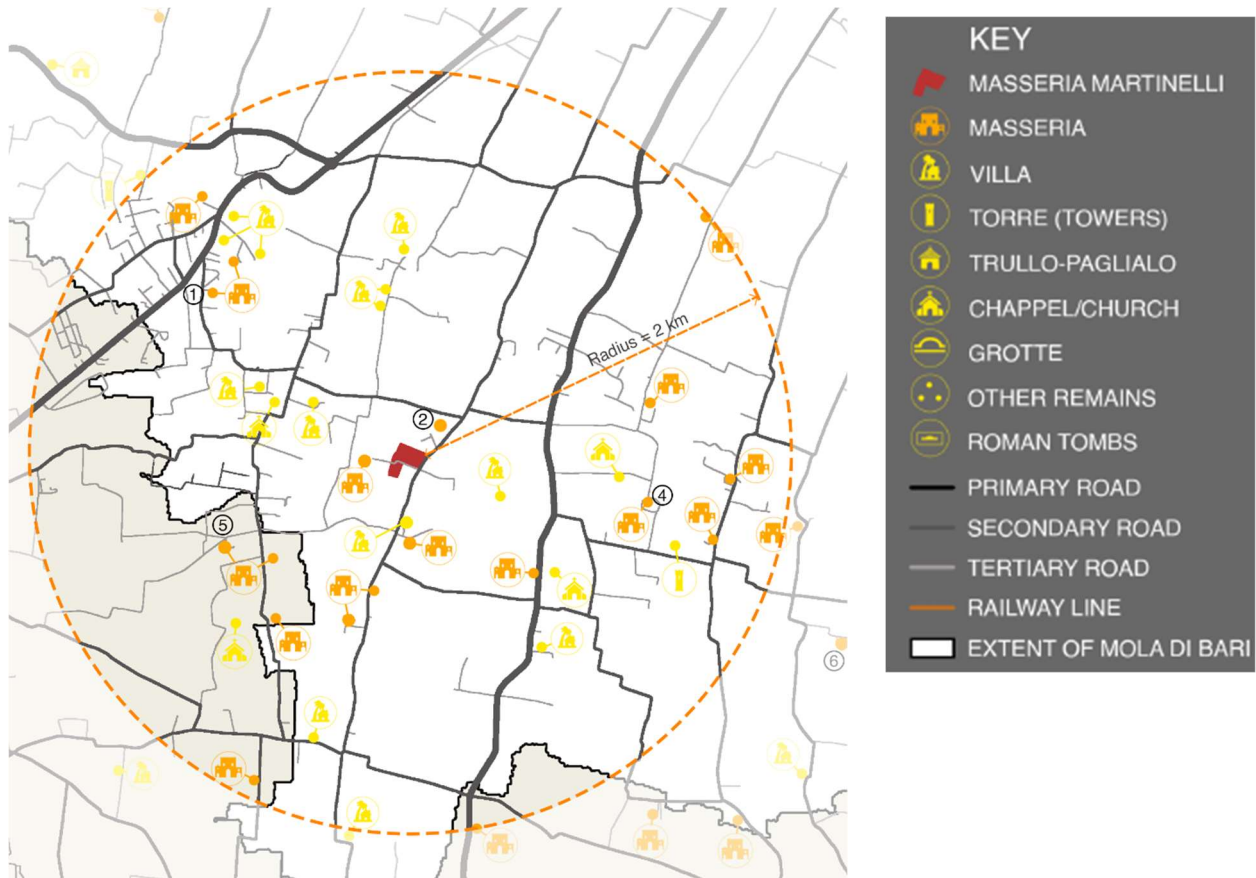 1
Radius = 2 km
2
4
5
6
KEY
MASSERIA MARTINELLI
MASSERIA
VILLA
TORRE (TOWERS)
TRULLO-PAGLIALO
CHAPPEL/CHURCH
GROTTE
OTHER REMAINS
ROMAN TOMBS
PRIMARY ROAD
SECONDARY ROAD
TERTIARY ROAD
RAILWAY LINE
EXTENT OF MOLA DI BARI